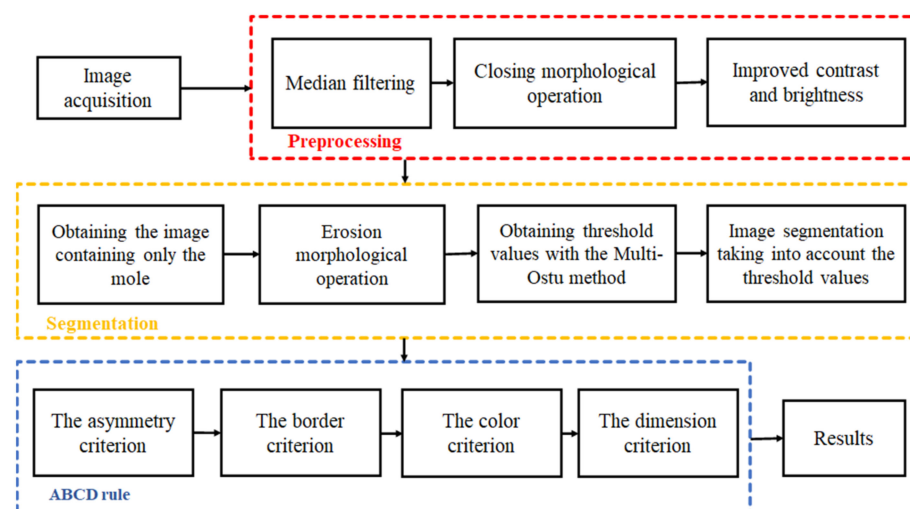 Image
acquisition
Median filtering
Closing morphological
operation
Improved contrast
and brightness
Preprocessing
Obtaining the image
containing only the
mole
Erosion
morphological
operation
Obtaining threshold
values with the Multi-
Ostu method
Image segmentation
taking into account the
threshold values
Segmentation
The asymmetry
criterion
The border
criterion
The color
criterion
The dimension
criterion
Results
ABCD rule